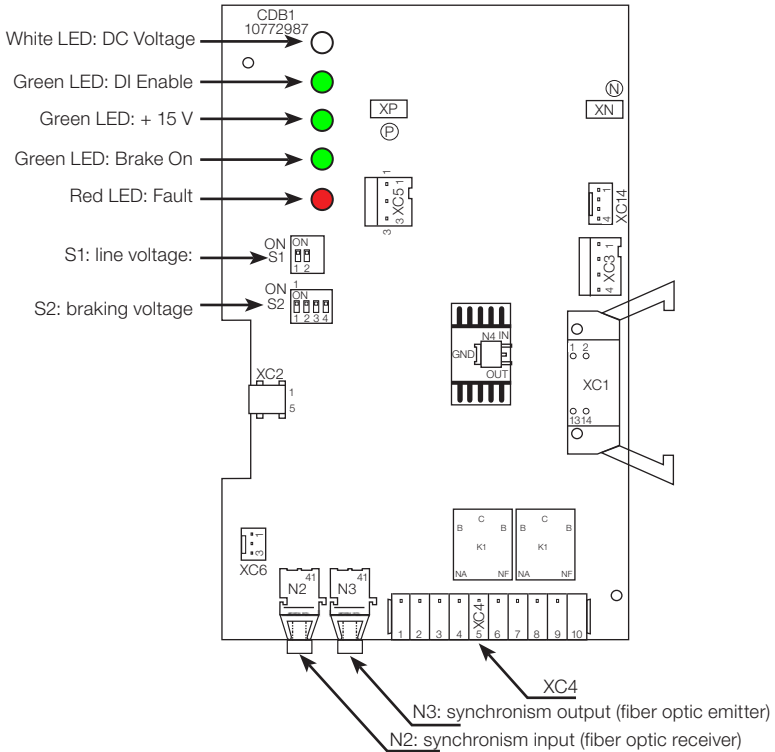 CDB1
10772987
White LED: DC Voltage
Green LED: DI Enable
Green LED: + 15 V
Green LED: Brake On
Red LED: Fault
XP
P
N
XN
1
1
XC5
3
3
1
4
XC14
1
XC3
4
S1: line voltage:
ON
S1
ON
1 2
S2: braking voltage
ON
S2
1
ON
1 2 3 4
N4 IN
GND
OUT
1 2
XC1
13 14
XC2
1
5
C
B B
K1
NA NF
C
B B
K1
NA NF
1
3
XC6
41
N2
41
N3
XC4
1 2 3 4 5 6 7 8 9 10
XC4
N3: synchronism output (fiber optic emitter)
N2: synchronism input (fiber optic receiver)